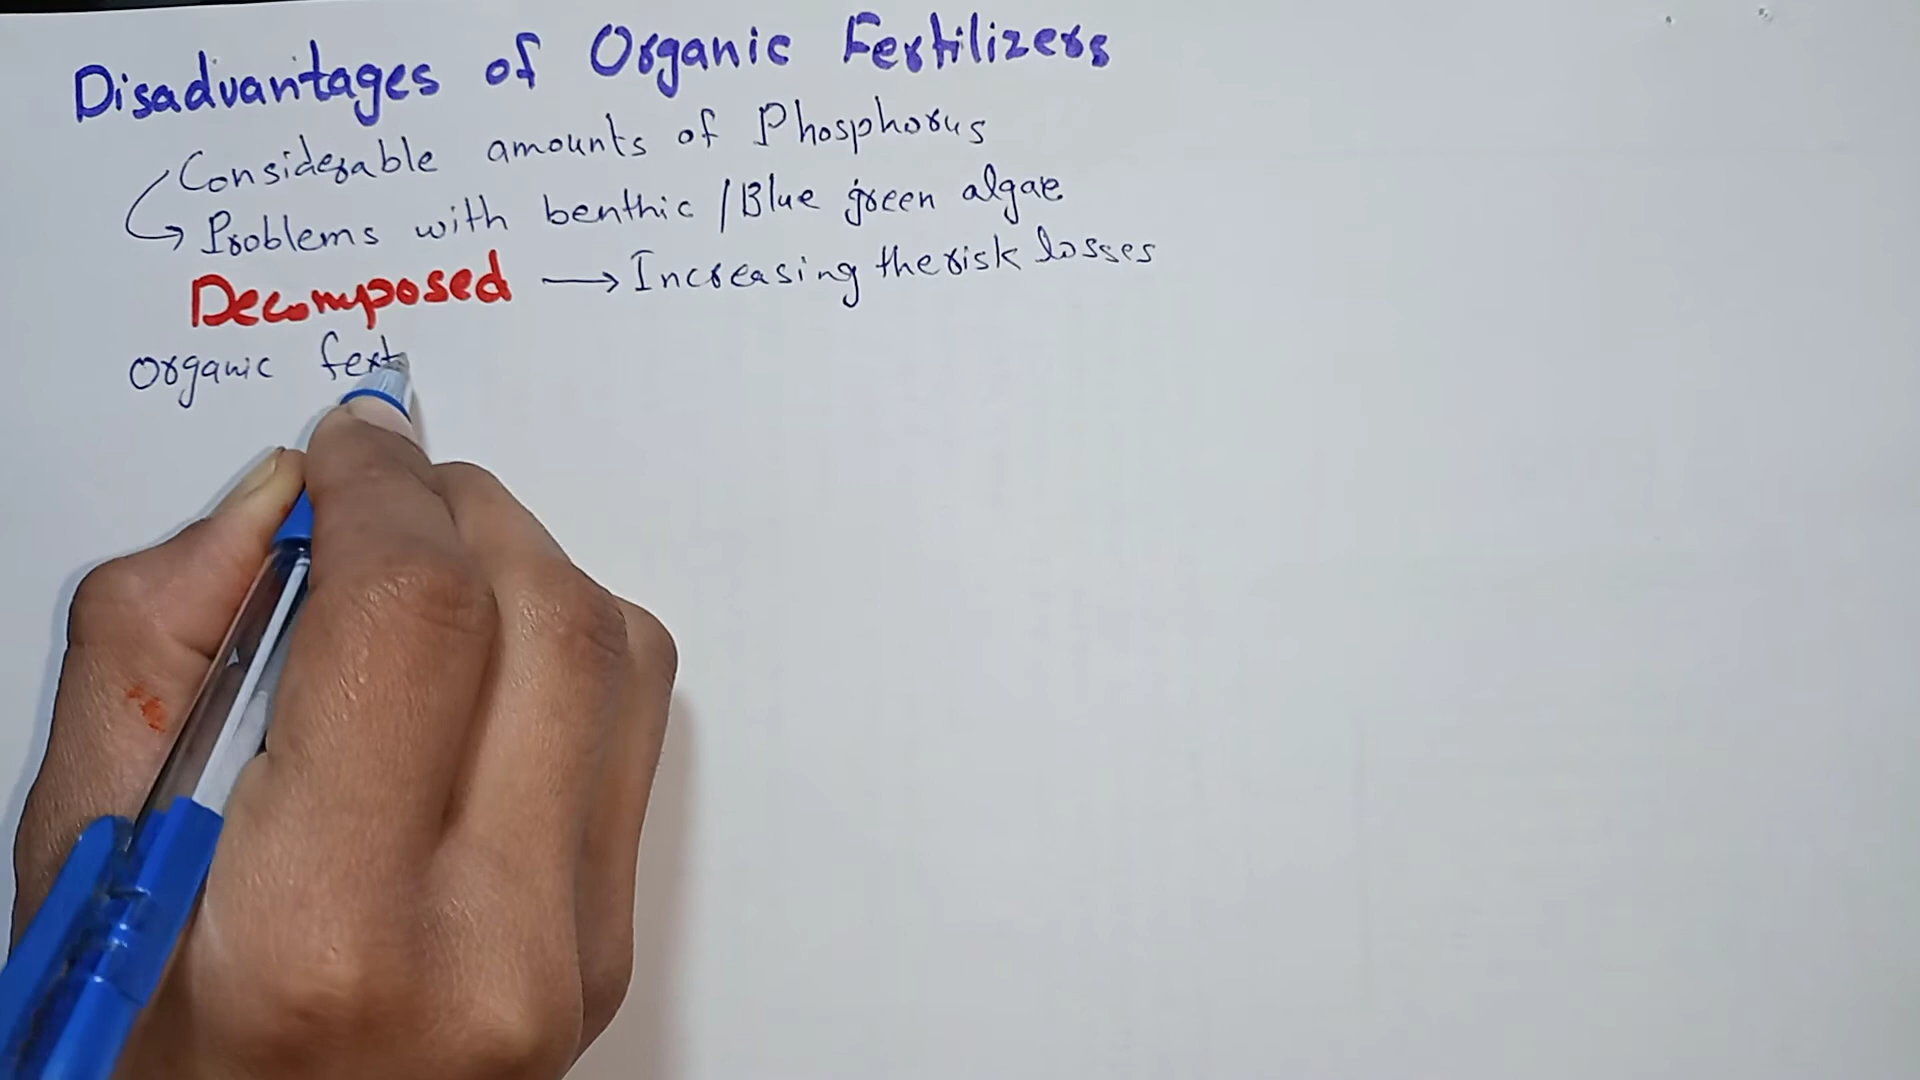 Disadvantages of Organic Fertilizers
Considerable amounts of Phosphorus
Problems with benthic / Blue green algae
Decomposed → Increasing the risk losses
Organic fert